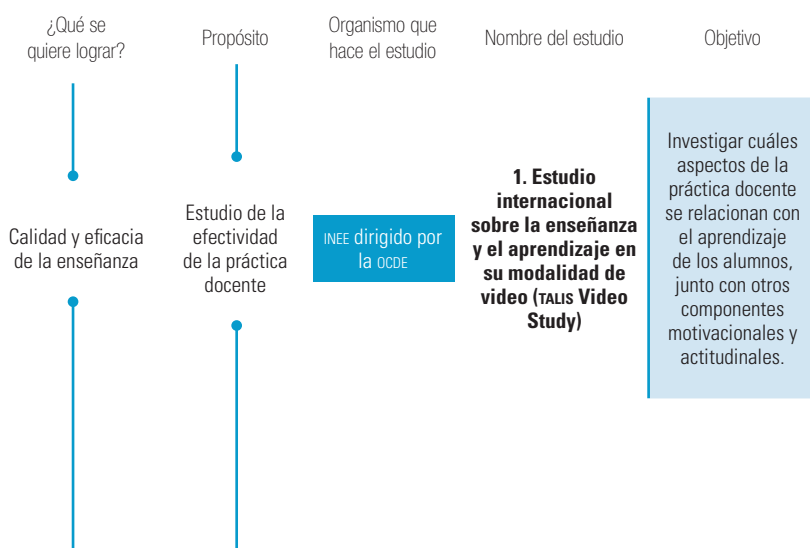 ¿Qué se
quiere lograr?
Propósito
Organismo que
hace el estudio
Nombre del estudio
Objetivo
Calidad y eficacia
de la enseñanza
Estudio de la
efectividad
de la práctica
docente
INEE dirigido por
la OCDE
1. Estudio
internacional
sobre la enseñanza
y el aprendizaje en
su modalidad de
video (TALIS Video
Study)
Investigar cuáles
aspectos de la
práctica docente
se relacionan con
el aprendizaje
de los alumnos,
junto con otros
componentes
motivacionales y
actitudinales.